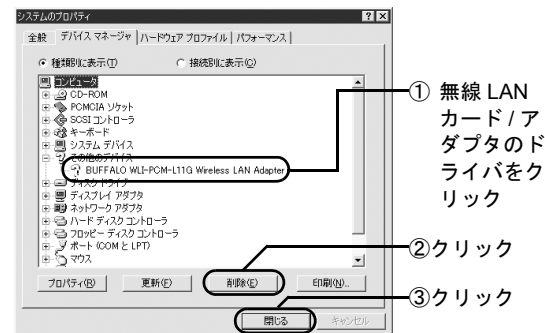 システムのプロパティ
全般 デバイス マネージャ ハードウェア プロファイル パフォーマンス
種類別に表示(T) 接続別に表示(C)
コンピュータ
CD-ROM
PCMCIA ソケット
SCSI コントローラ
キーボード
システム デバイス
その他のデバイス
BUFFALO WLI-PCM-L11G Wireless LAN Adapter
ディスク ドライブ
ディスプレイ アダプタ
ネットワーク アダプタ
ハード ディスク コントローラ
フロッピー ディスク コントローラ
ポート (COM と LPT)
マウス
プロパティ(R) 更新(F) 削除(E) 印刷(N)...
閉じる キャンセル
① 無線 LAN
カード / ア
ダプタのド
ライバをク
リック
②クリック
③クリック